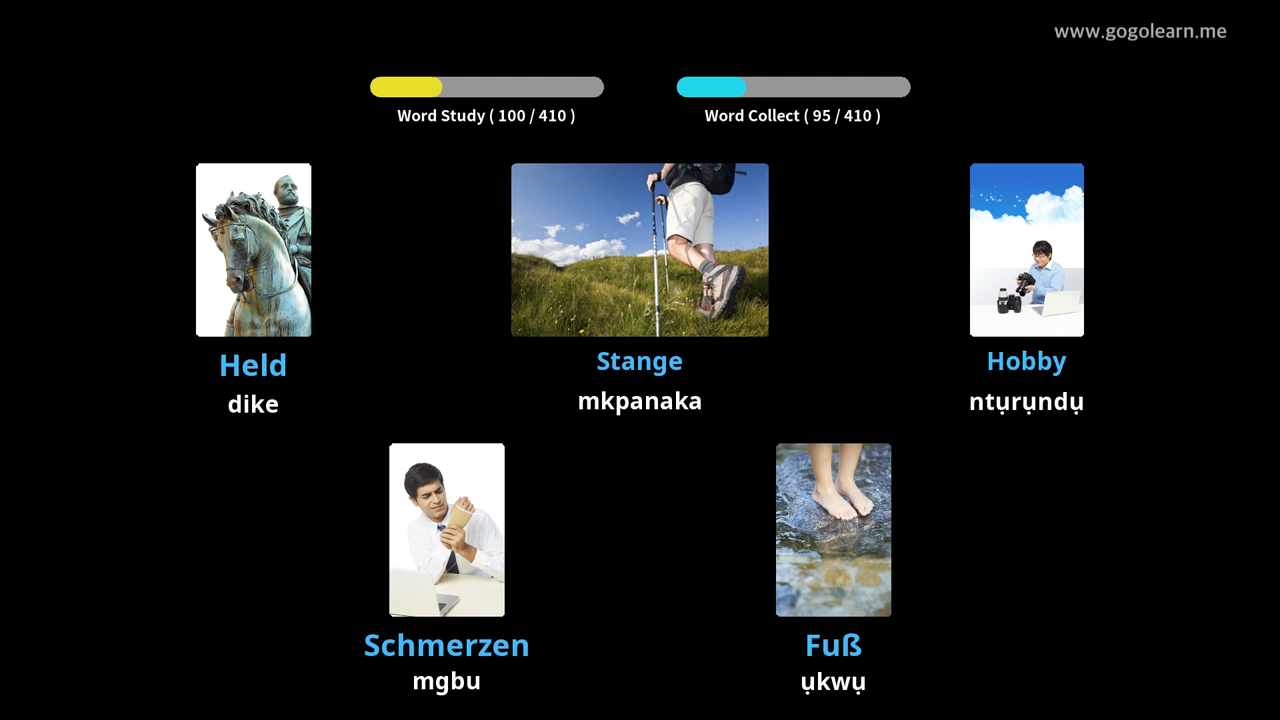 www.gogolearn.me
Word Study ( 100 / 410 )
Word Collect ( 95 / 410 )
Held
dike
Stange
mkpanaka
Hobby
ntụrụndụ
Schmerzen
mgbu
Fuß
ụkwụ